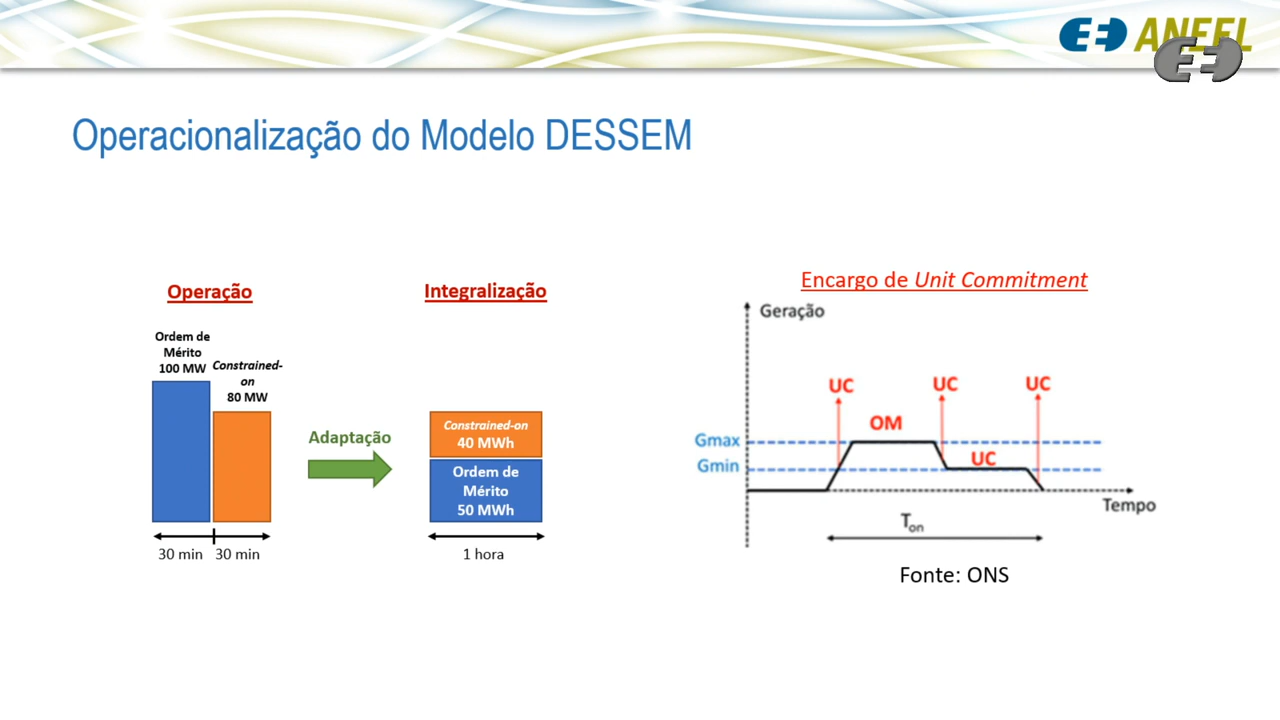 ANEEL
Operacionalização do Modelo DESSEM
Operação
Ordem de
Mérito
100 MW
Constrained-
on
80 MW
30 min
30 min
Adaptação
Integralização
Constrained-on
40 MWh
Ordem de
Mérito
50 MWh
1 hora
Encargo de Unit Commitment
Geração
UC
UC
UC
OM
Gmax
UC
Gmin
Tempo
Ton
Fonte: ONS